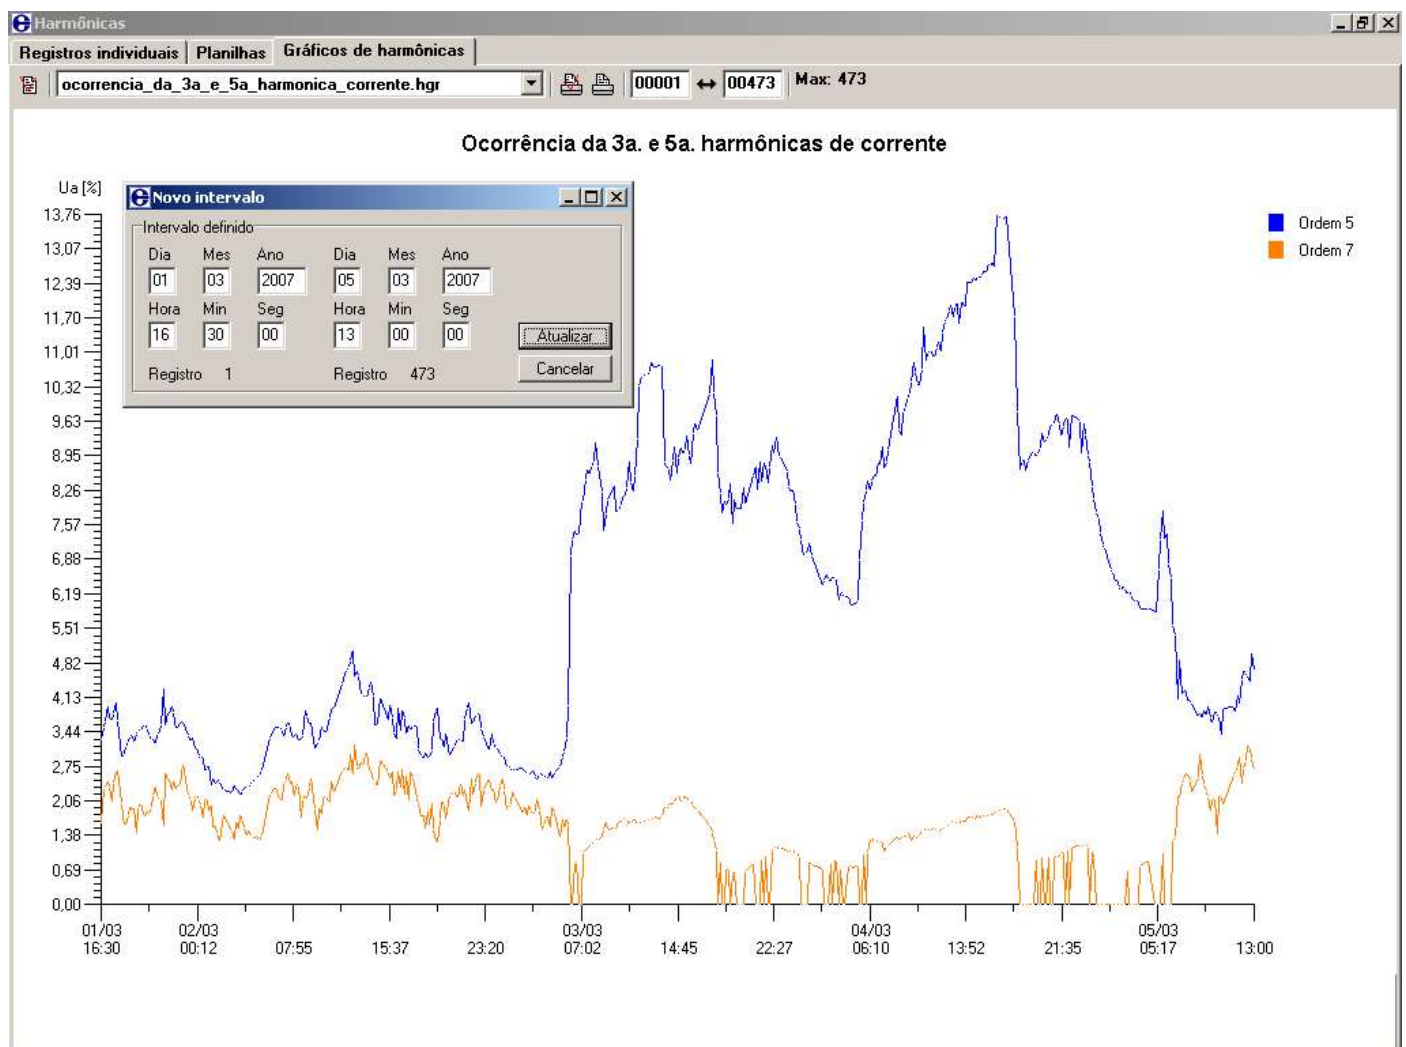 Harmônicas
Registros individuais Planilhas Gráficos de harmônicas
ocorrencia_da_3a_e_5a_harmonica_corrente.hgr 00001 ↔ 00473 Max: 473
Ocorrência da 3a. e 5a. harmônicas de corrente
Ua [%]
Novo intervalo
Intervalo definido
Dia Mes Ano Dia Mes Ano
01 03 2007 05 03 2007
Hora Min Seg Hora Min Seg
16 30 00 13 00 00
Atualizar
Registro 1 Registro 473
Cancelar
Ordem 5
Ordem 7
13,76
13,07
12,39
11,70
11,01
10,32
9,63
8,95
8,26
7,57
6,88
6,19
5,51
4,82
4,13
3,44
2,75
2,06
1,38
0,69
0,00
01/03 02/03 03/03 04/03 05/03
16:30 00:12 07:55 15:37 23:20 07:02 14:45 22:27 06:10 13:52 21:35 05:17 13:00